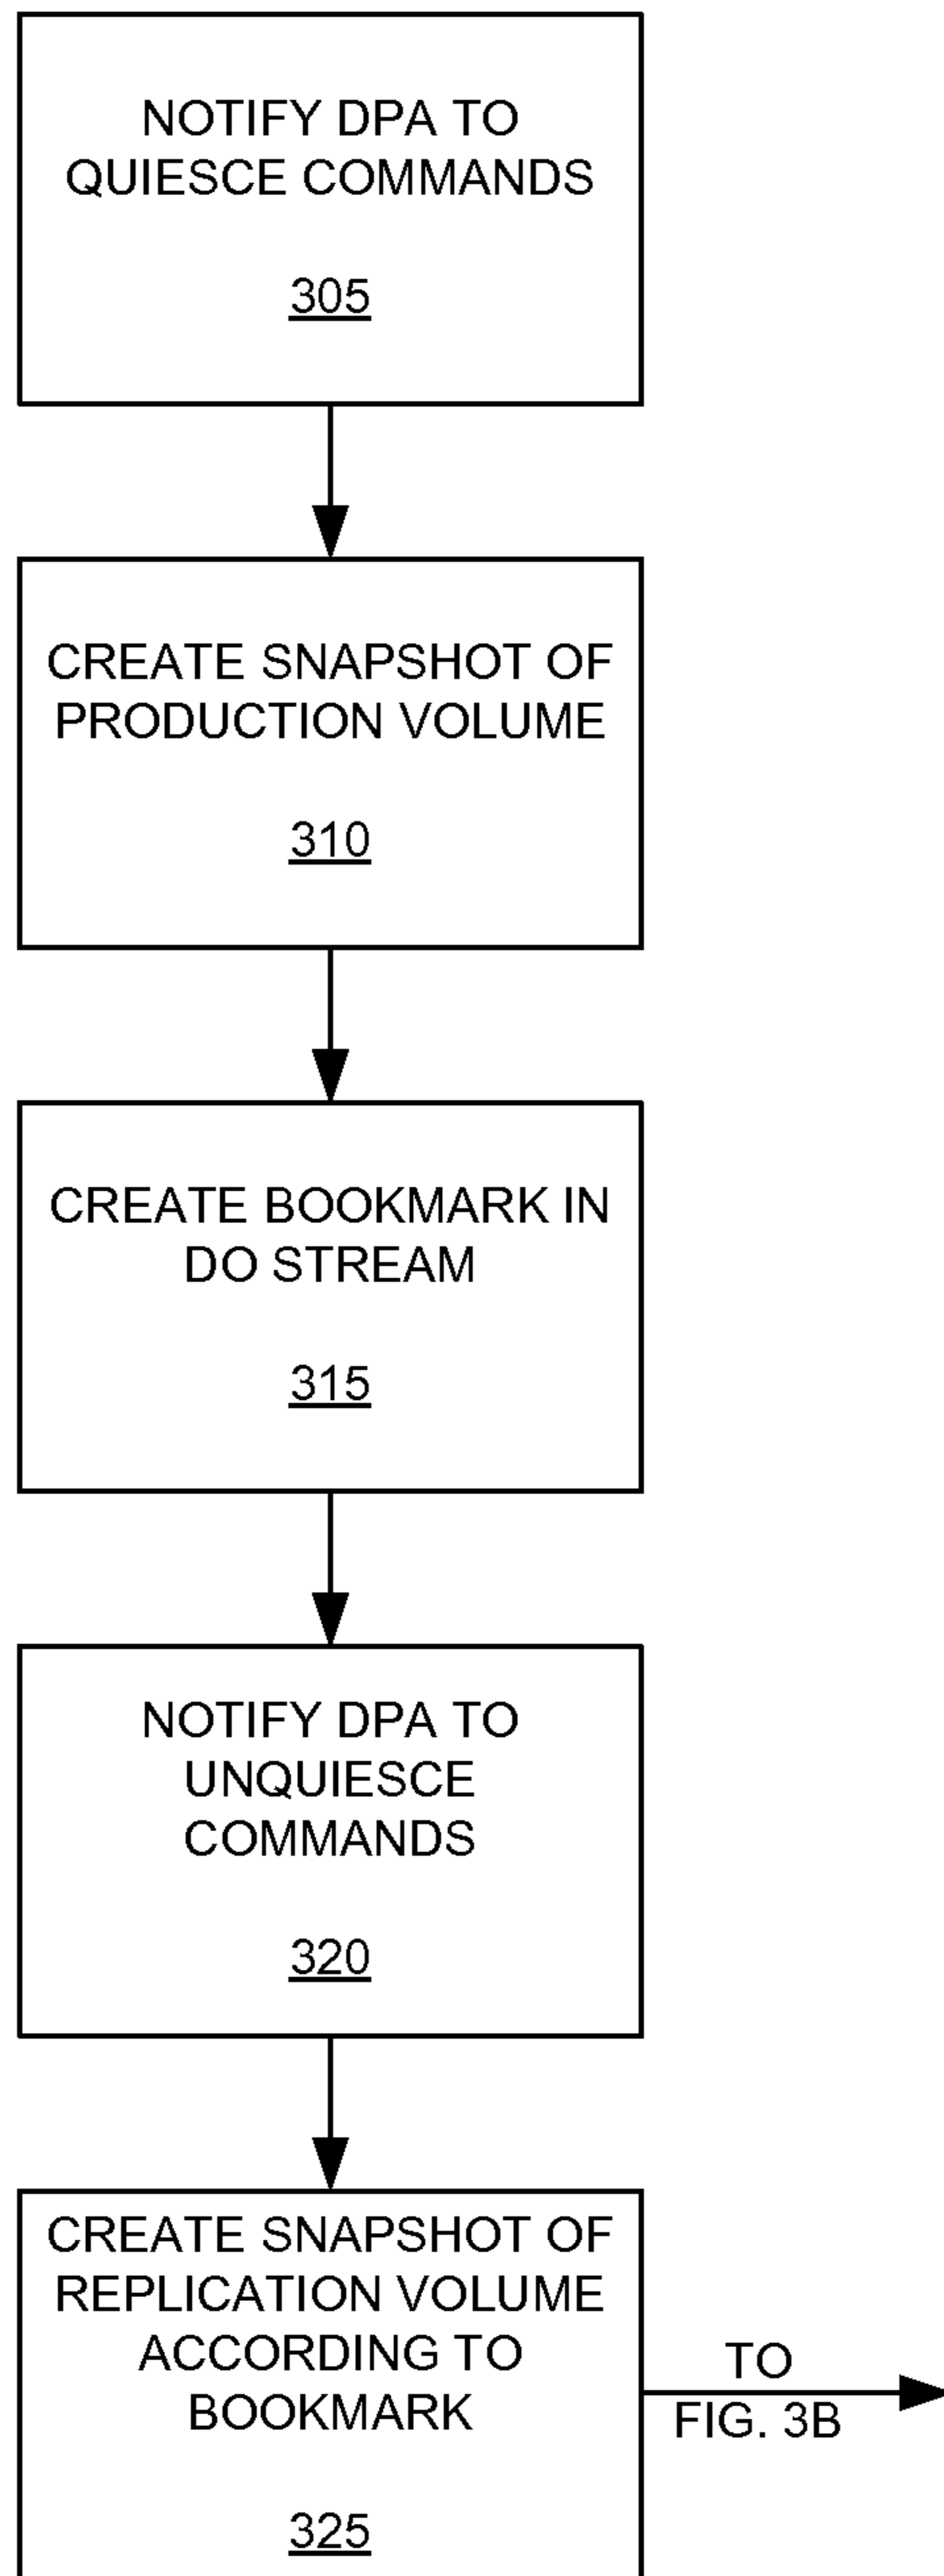 NOTIFY DPA TO
QUIESCE COMMANDS
305
CREATE SNAPSHOT OF
PRODUCTION VOLUME
310
CREATE BOOKMARK IN
DO STREAM
315
NOTIFY DPA TO
UNQUIESCE
COMMANDS
320
CREATE SNAPSHOT OF
REPLICATION VOLUME
ACCORDING TO
BOOKMARK
325
TO
FIG. 3B